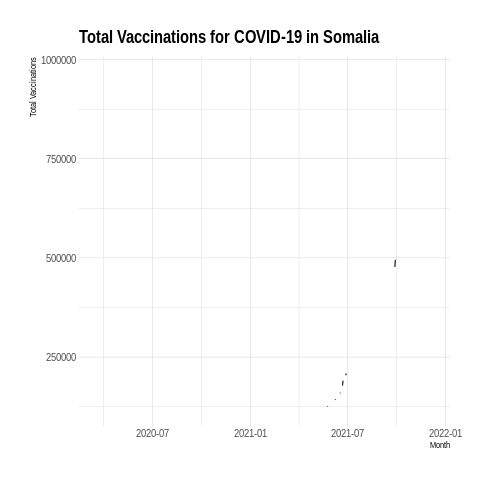 Total Vaccinations for COVID-19 in Somalia
Total Vaccinations
1000000
750000
500000
250000
2020-07
2021-01
2021-07
2022-01
Month